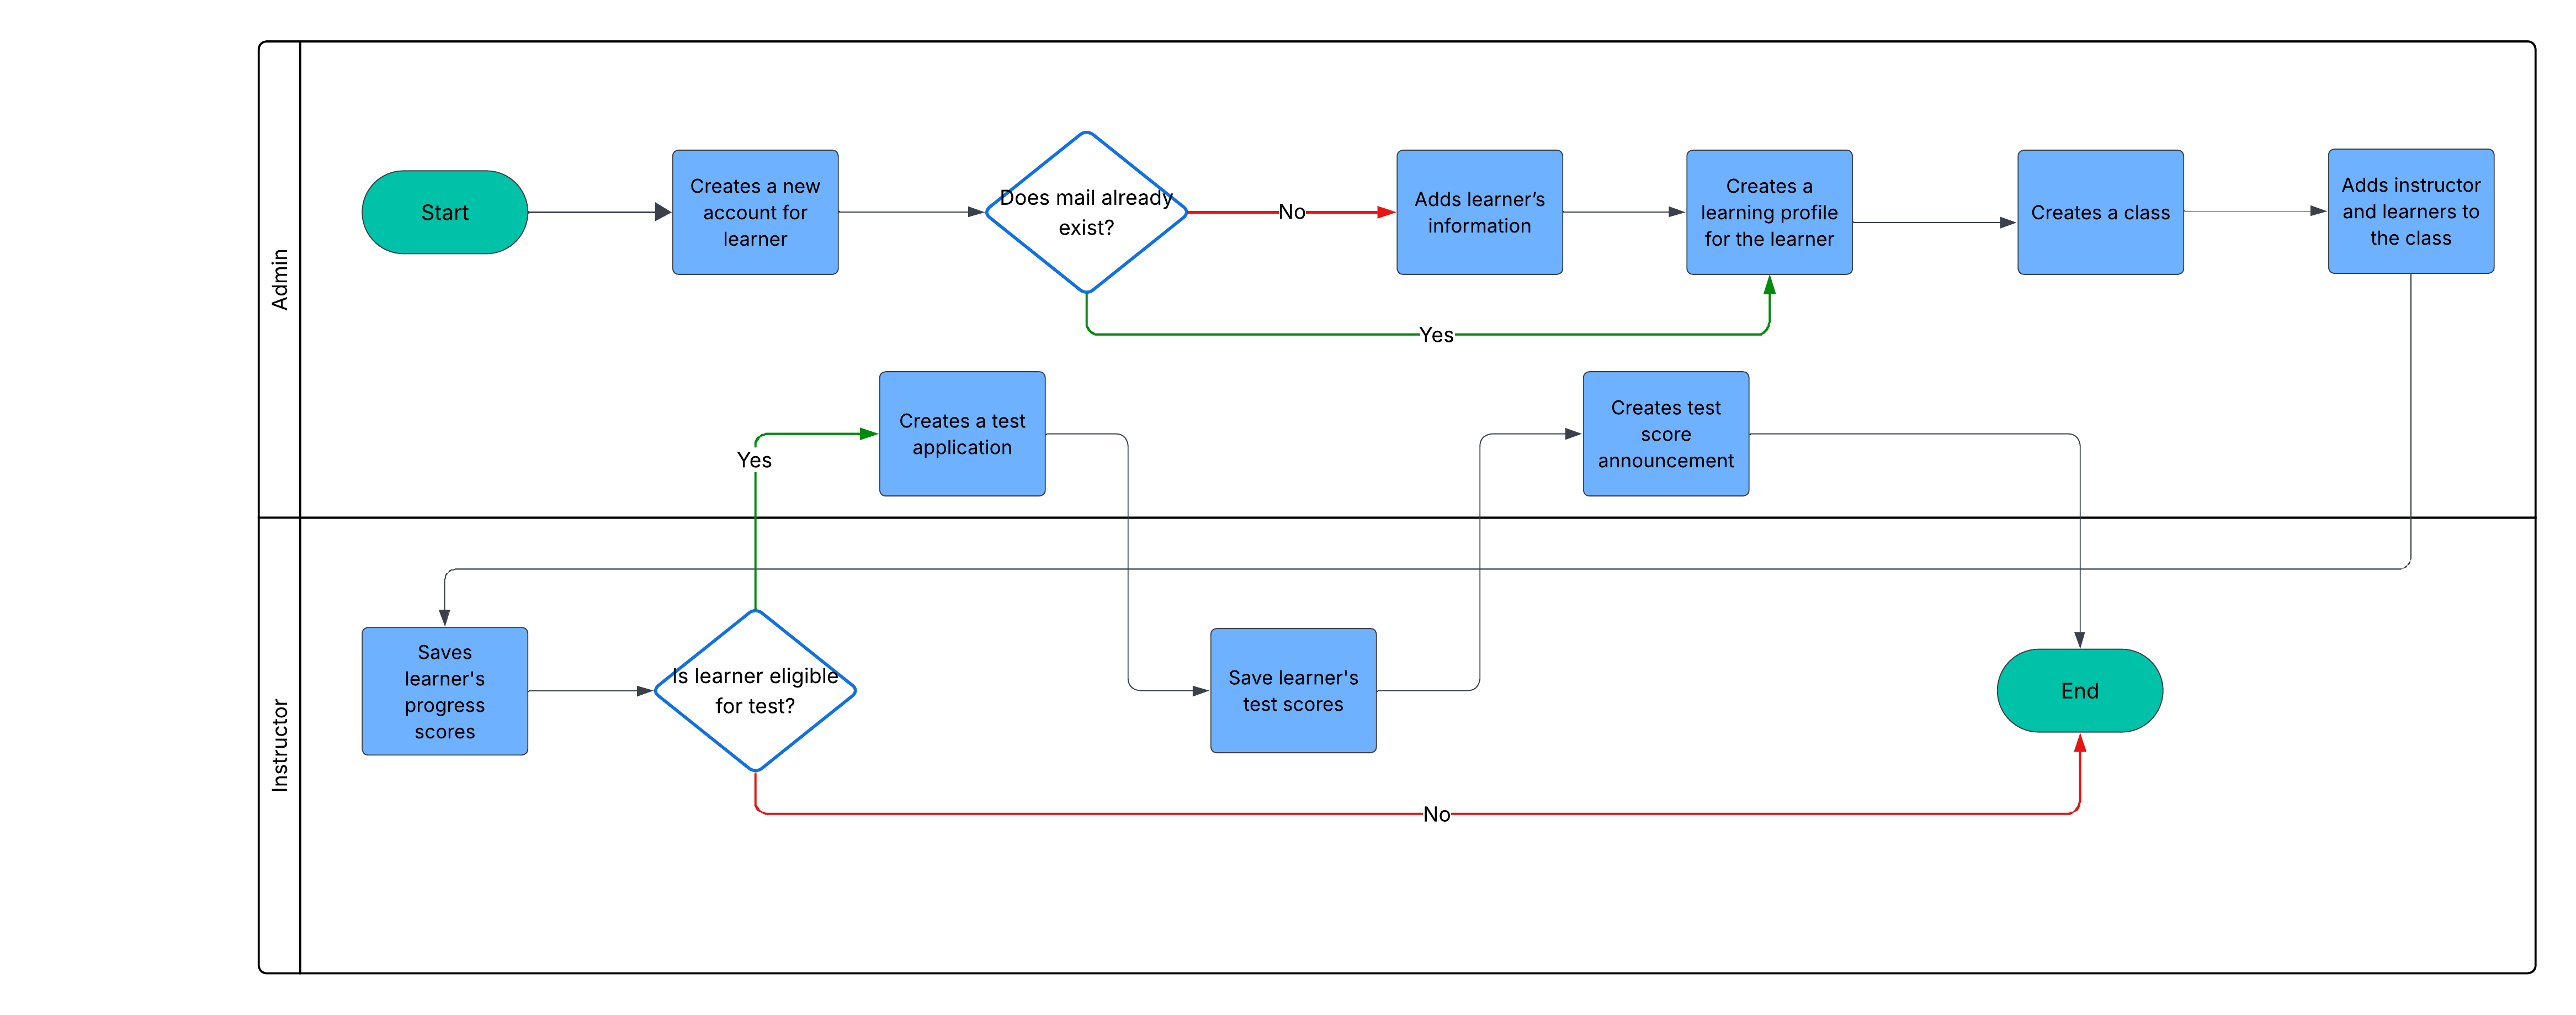 Admin
Start
Creates a new
account for
learner
Does mail already
exist?
No
Adds learner’s
information
Creates a
learning profile
for the learner
Creates a class
Adds instructor
and learners to
the class
Yes
Creates a test
application
Creates test
score
announcement
Yes
Instructor
Saves
learner's
progress
scores
Is learner eligible
for test?
Save learner's
test scores
End
No